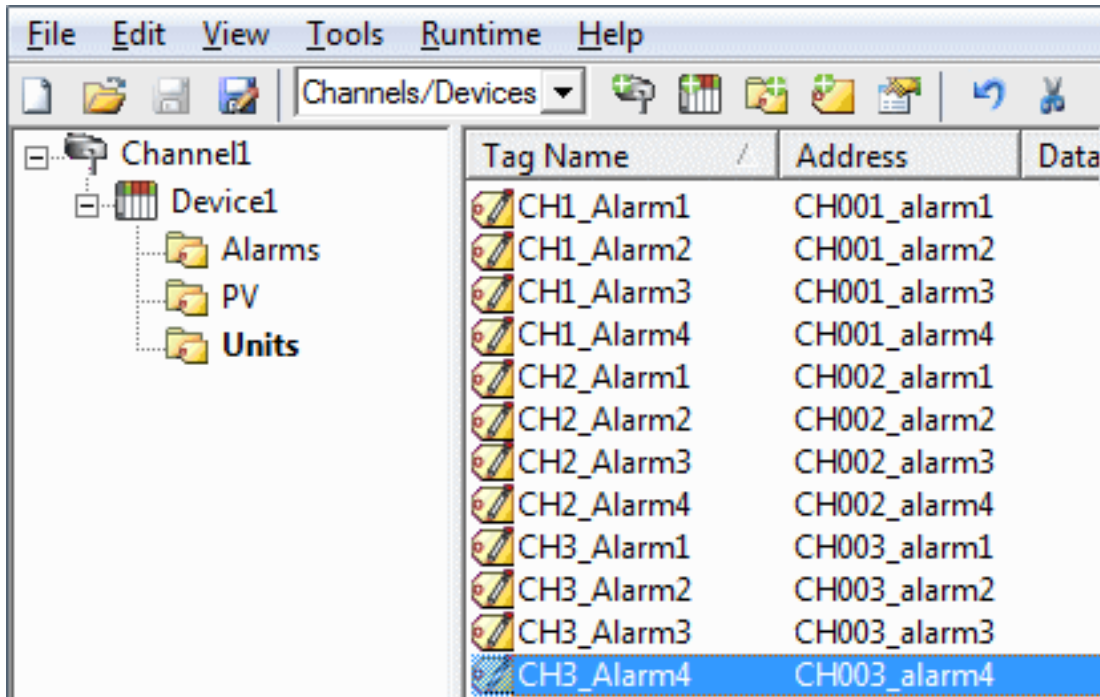 File Edit View Tools Runtime Help
Channels/Devices
Channel1
Device1
Alarms
PV
Units
Tag Name Address Data
CH1_Alarm1 CH001_alarm1
CH1_Alarm2 CH001_alarm2
CH1_Alarm3 CH001_alarm3
CH1_Alarm4 CH001_alarm4
CH2_Alarm1 CH002_alarm1
CH2_Alarm2 CH002_alarm2
CH2_Alarm3 CH002_alarm3
CH2_Alarm4 CH002_alarm4
CH3_Alarm1 CH003_alarm1
CH3_Alarm2 CH003_alarm2
CH3_Alarm3 CH003_alarm3
CH3_Alarm4 CH003_alarm4